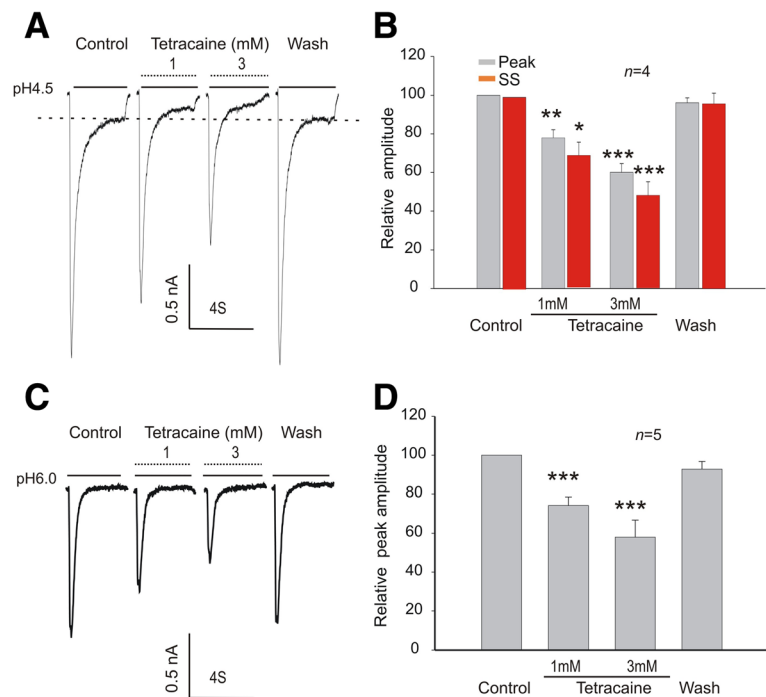 A
Control Tetracaine (mM) Wash
1 3
pH4.5
0.5 nA
4S
B
120
100
80
60
40
20
0
Relative amplitude
Peak
SS
n=4
** * *** ***
1mM 3mM
Control Tetracaine Wash
C
Control Tetracaine (mM) Wash
1 3
pH6.0
0.5 nA
4S
D
120
100
80
60
40
20
0
Relative peak amplitude
n=5
*** ***
1mM 3mM
Control Tetracaine Wash